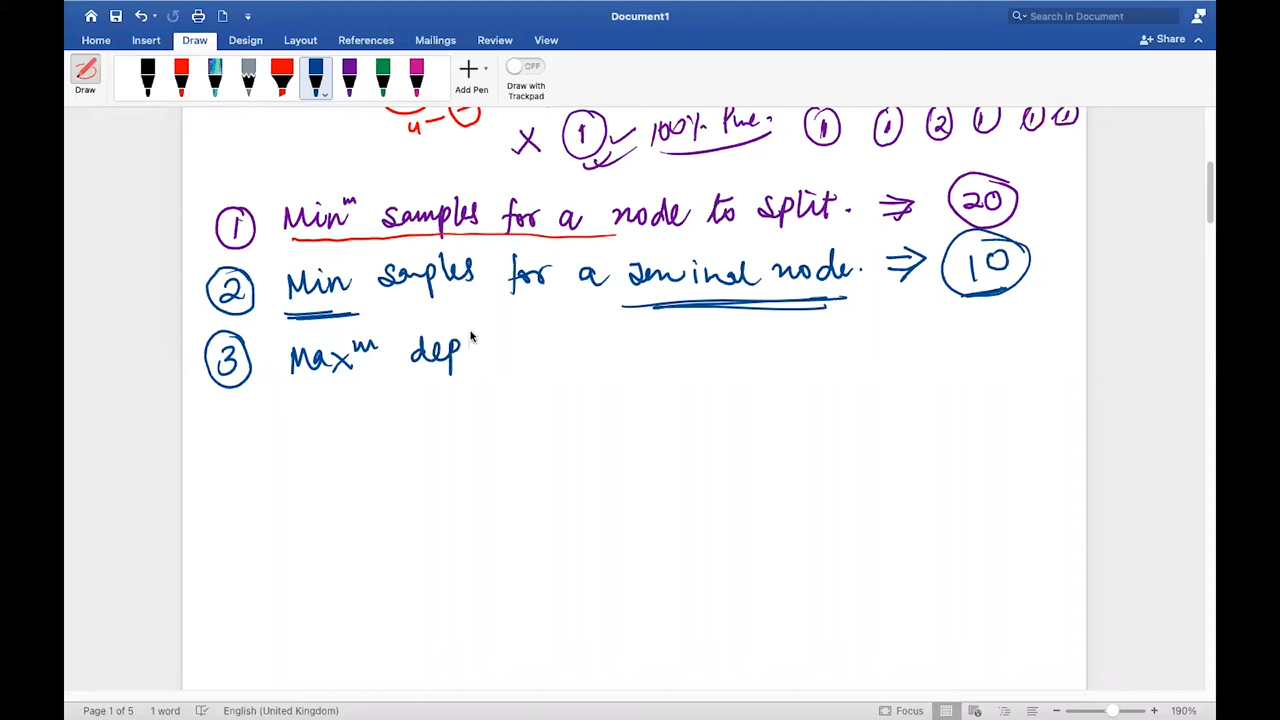 Document1
Search in Document
Home Insert Draw Design Layout References Mailings Review View
Share
Draw
Add Pen
OFF
Draw with
Trackpad
4 -
X 1 100% Pure. 1 1 2 1 1 1
1 Minm samples for a node to split. ⇒ 20
2 Min samples for a terminal node. ⇒ 10
3 Maxm dep
Page 1 of 5 1 word English (United Kingdom) Focus 190%